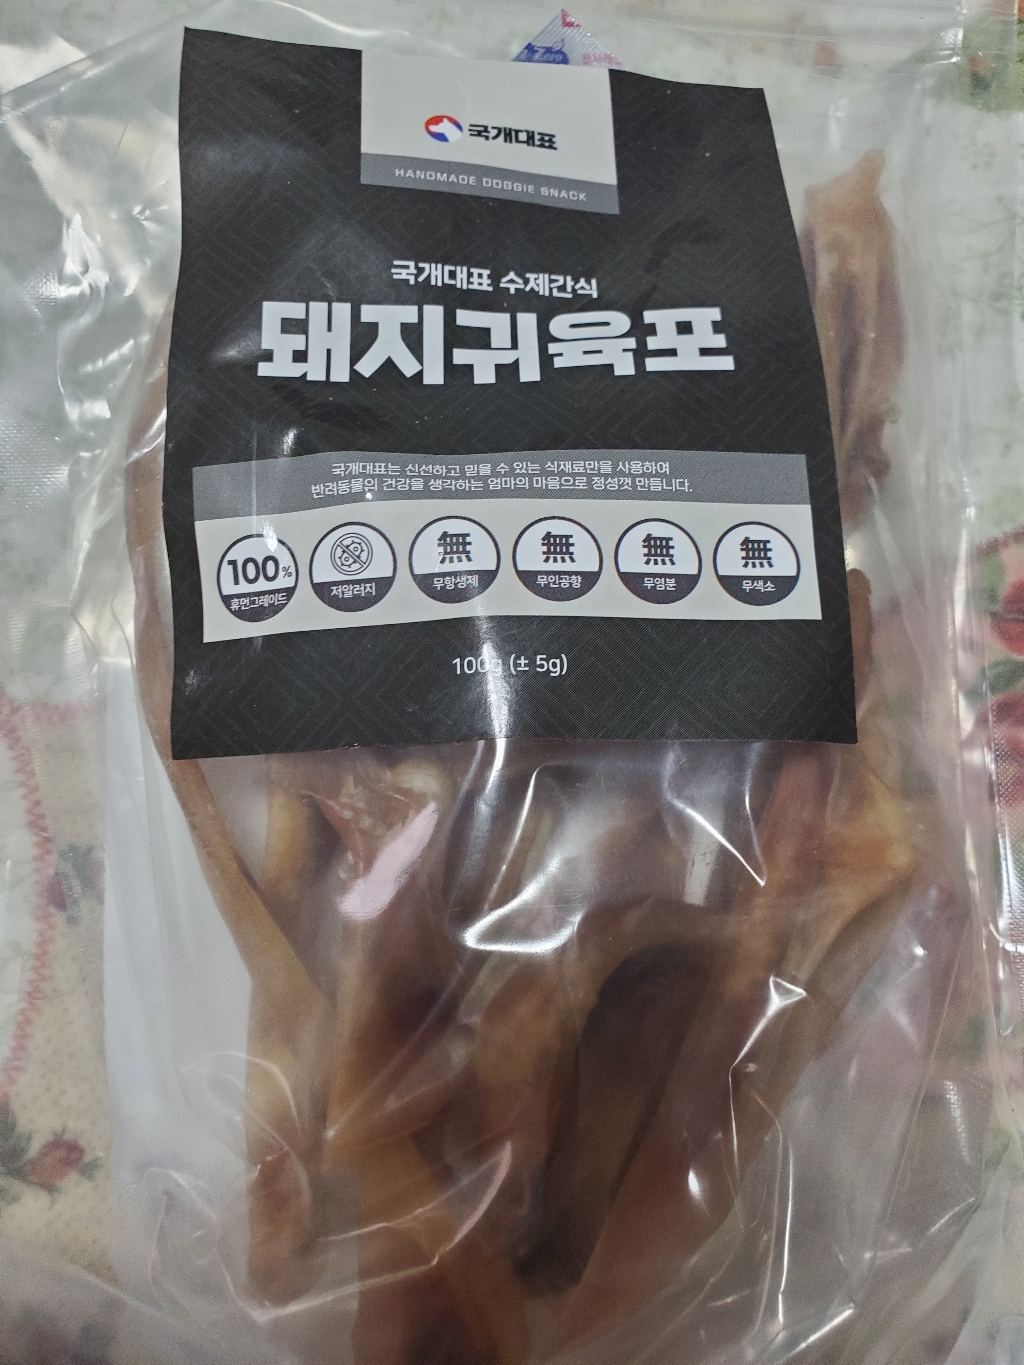 국개대표
HANDMADE DOGGIE SNACK
국개대표 수제간식
돼지귀육포
국개대표는 신선하고 믿을 수 있는 식재료만을 사용하여
반려동물의 건강을 생각하는 엄마의 마음으로 정성껏 만듭니다.
100% 無 無 無 無
휴먼그레이드 저알러지 무항생제 무인공향 무염분 무색소
100g (± 5g)